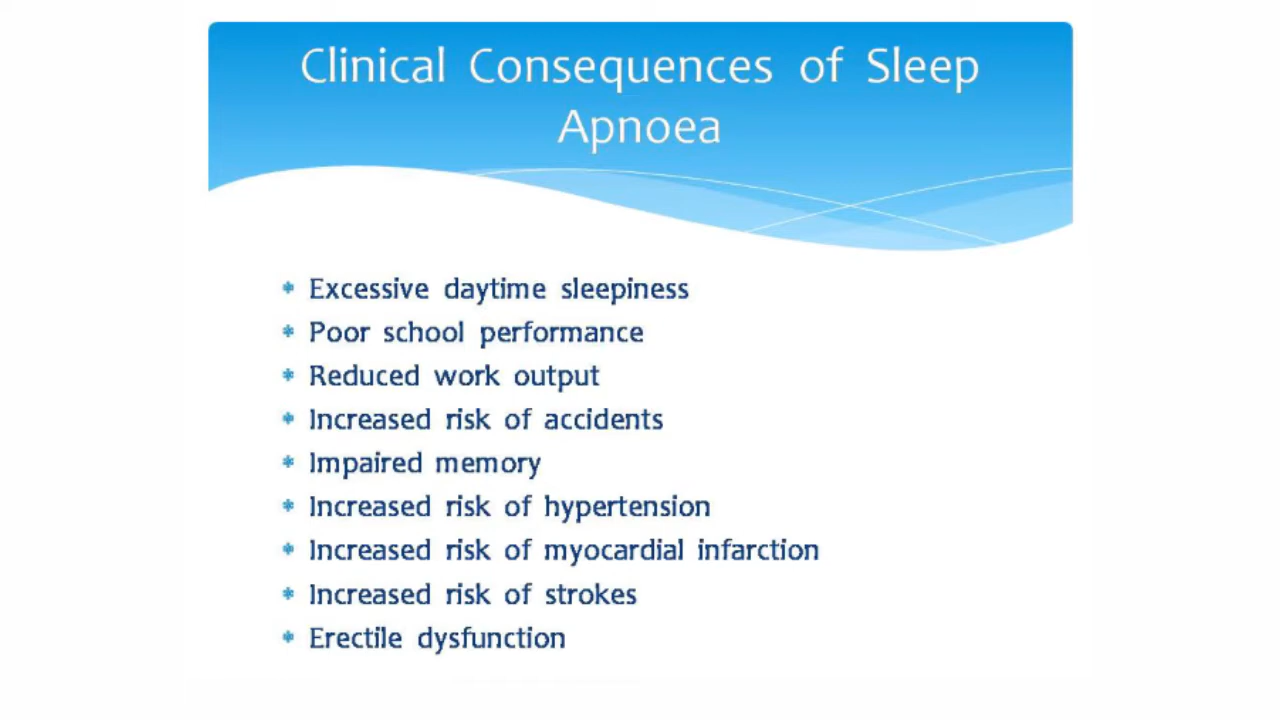 Clinical Consequences of Sleep
Apnoea
* Excessive daytime sleepiness
* Poor school performance
* Reduced work output
* Increased risk of accidents
* Impaired memory
* Increased risk of hypertension
* Increased risk of myocardial infarction
* Increased risk of strokes
* Erectile dysfunction